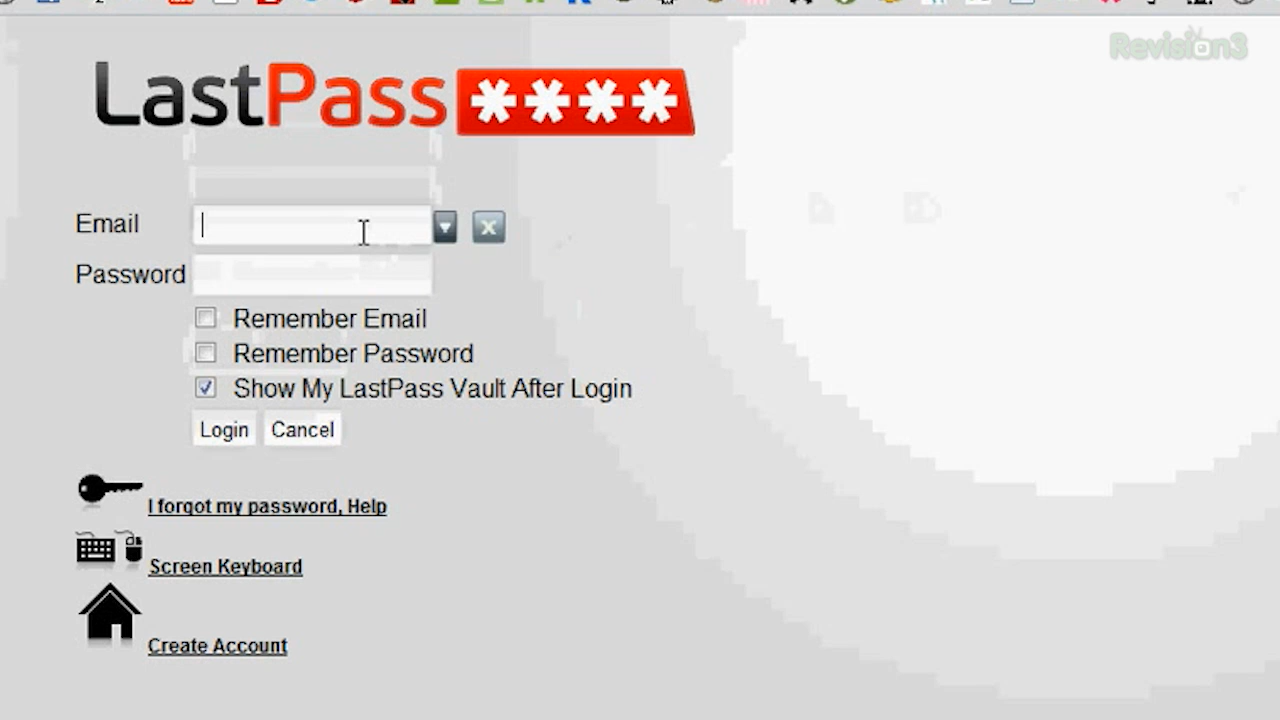 Revision3
LastPass ****
Email
Password
Remember Email
Remember Password
Show My LastPass Vault After Login
Login Cancel
I forgot my password, Help
Screen Keyboard
Create Account